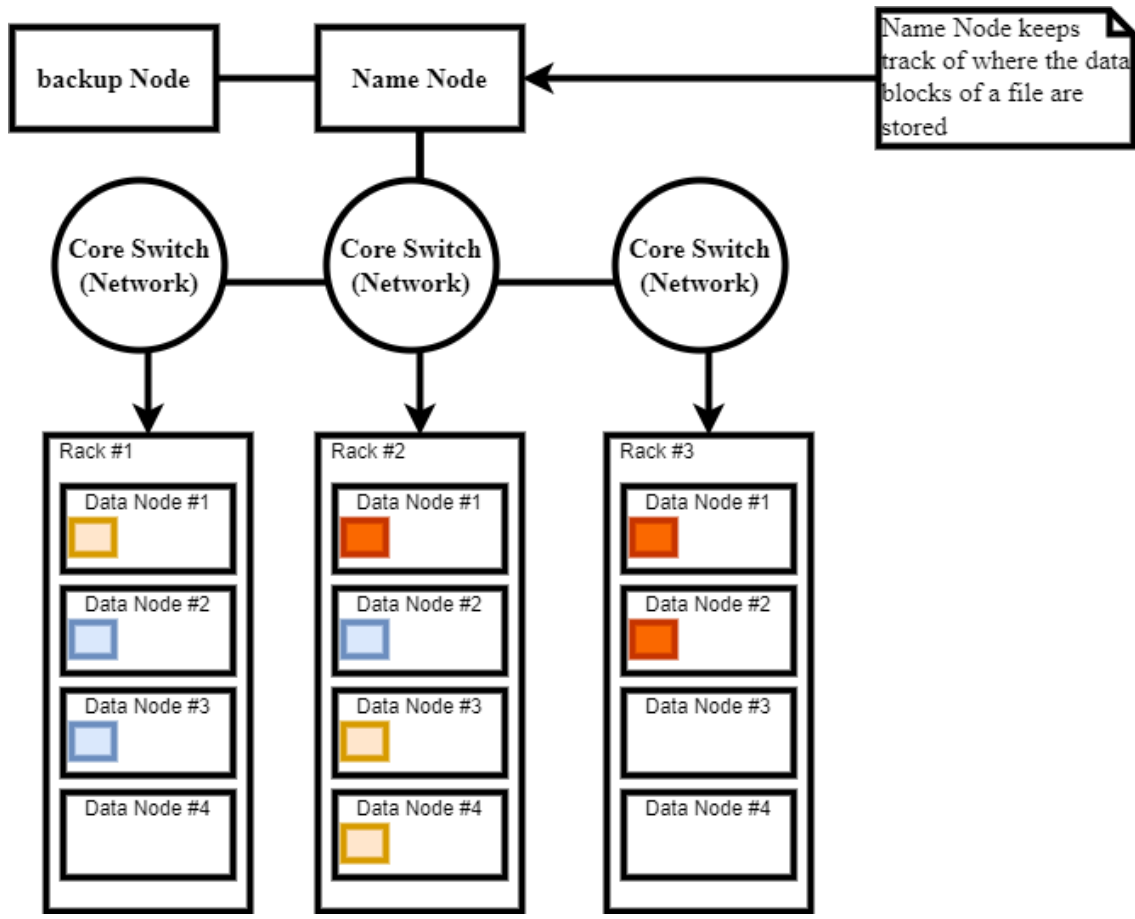 backup Node
Name Node
Name Node keeps
track of where the data
blocks of a file are
stored
Core Switch
(Network)
Core Switch
(Network)
Core Switch
(Network)
Rack #1
Data Node #1
Data Node #2
Data Node #3
Data Node #4
Rack #2
Data Node #1
Data Node #2
Data Node #3
Data Node #4
Rack #3
Data Node #1
Data Node #2
Data Node #3
Data Node #4